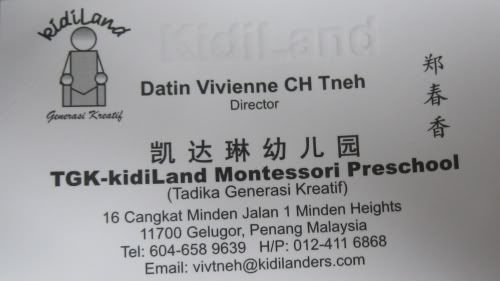 kidiLand
Generasi Kreatif
Datin Vivienne CH Tneh
Director
郑春香
凯达琳幼儿园
TGK-kidiLand Montessori Preschool
(Tadika Generasi Kreatif)
16 Cangkat Minden Jalan 1 Minden Heights
11700 Gelugor, Penang Malaysia
Tel: 604-658 9639 H/P: 012-411 6868
Email: vivtneh@kidilanders.com